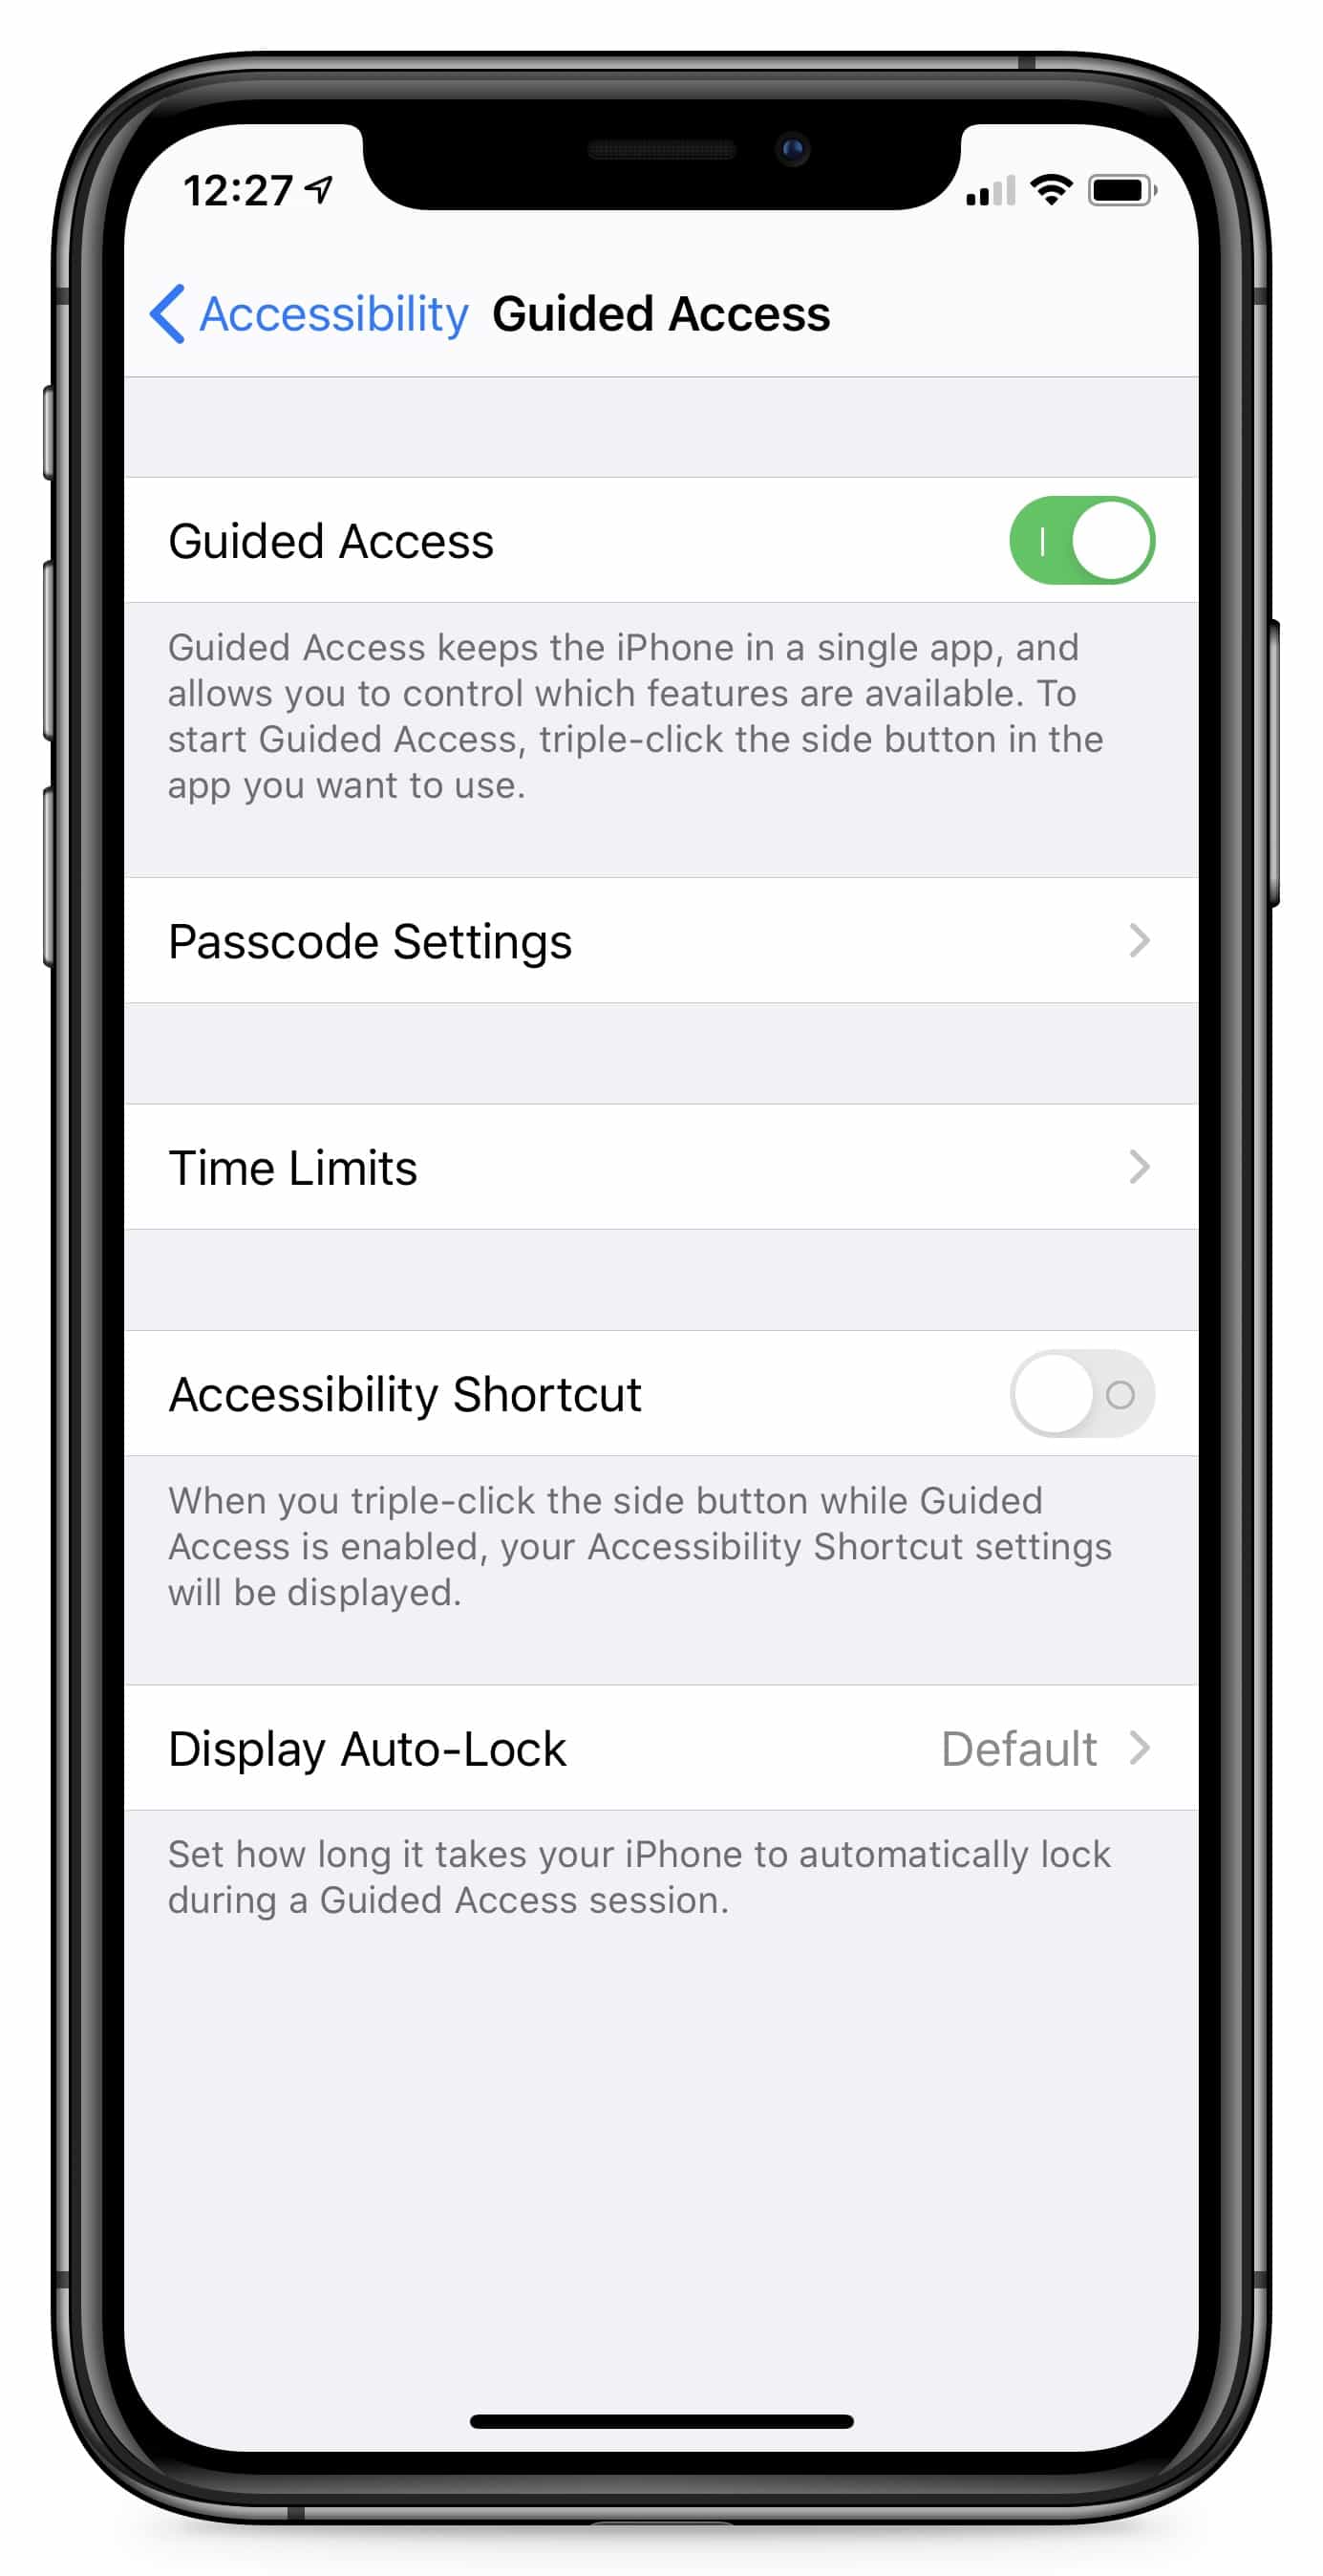 12:27
Accessibility Guided Access
Guided Access
Guided Access keeps the iPhone in a single app, and
allows you to control which features are available. To
start Guided Access, triple-click the side button in the
app you want to use.
Passcode Settings
Time Limits
Accessibility Shortcut
When you triple-click the side button while Guided
Access is enabled, your Accessibility Shortcut settings
will be displayed.
Display Auto-Lock Default
Set how long it takes your iPhone to automatically lock
during a Guided Access session.